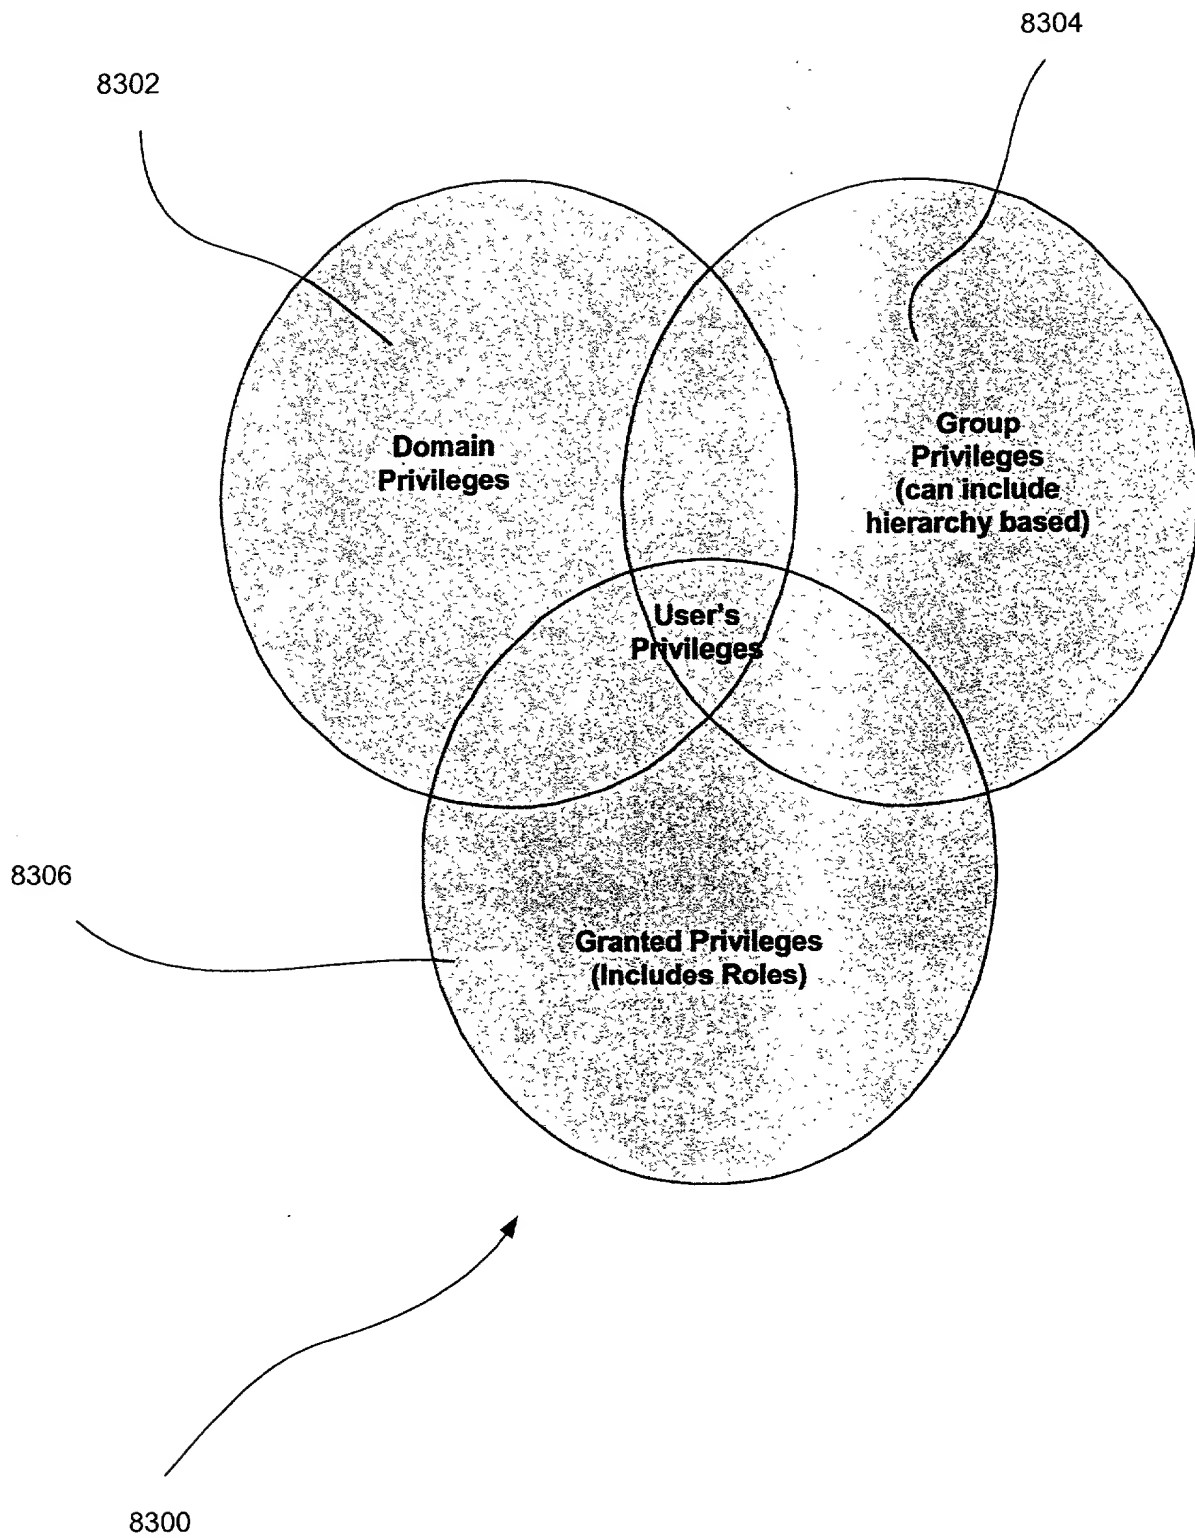 8304
8302
Domain
Privileges
Group
Privileges
(can include
hierarchy based)
User's
Privileges
8306
Granted Privileges
(Includes Roles)
8300